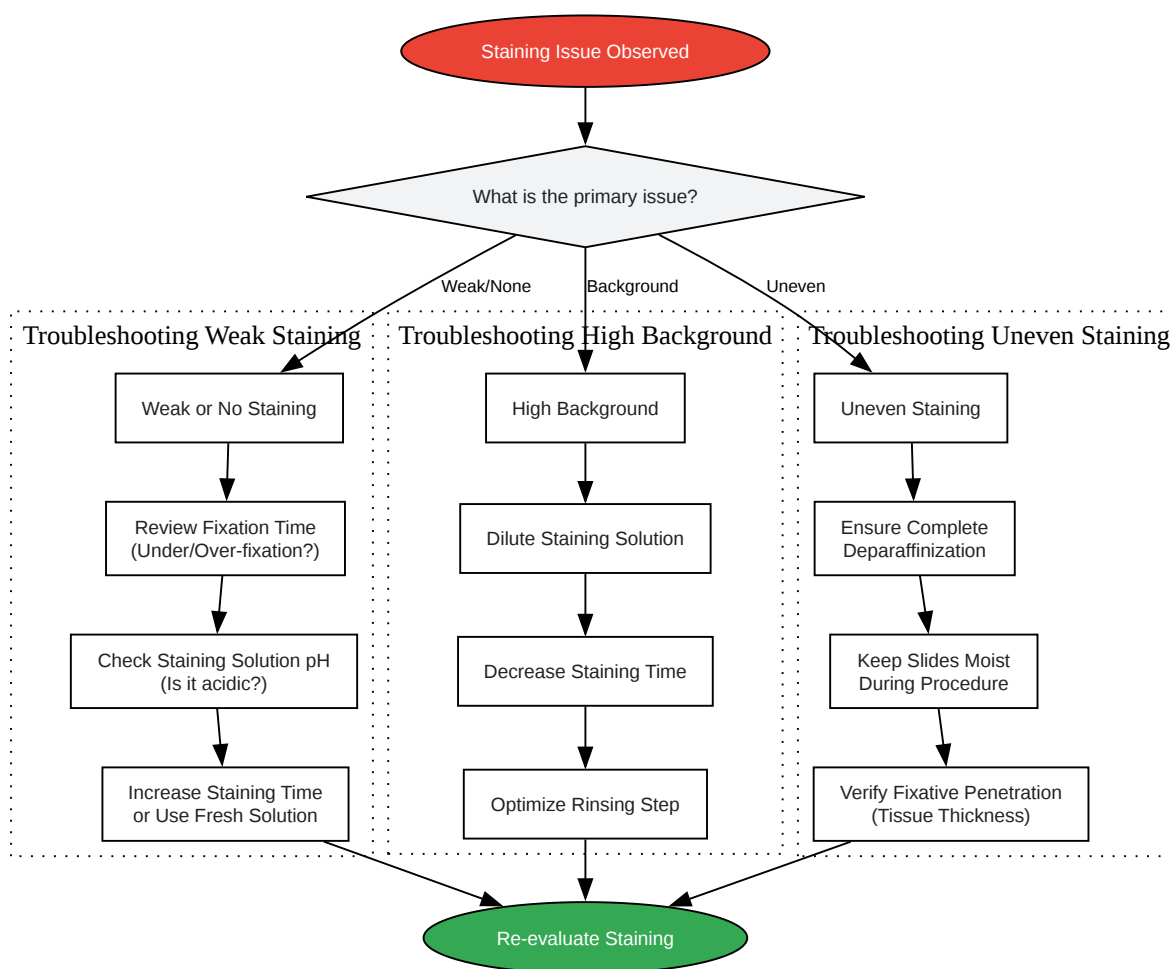 Staining Issue Observed
What is the primary issue?
Weak/None
Background
Uneven
Troubleshooting Weak Staining
Troubleshooting High Background
Troubleshooting Uneven Staining
Weak or No Staining
High Background
Uneven Staining
Review Fixation Time
(Under/Over-fixation?)
Dilute Staining Solution
Ensure Complete
Deparaffinization
Check Staining Solution pH
(Is it acidic?)
Decrease Staining Time
Keep Slides Moist
During Procedure
Increase Staining Time
or Use Fresh Solution
Optimize Rinsing Step
Verify Fixative Penetration
(Tissue Thickness)
Re-evaluate Staining